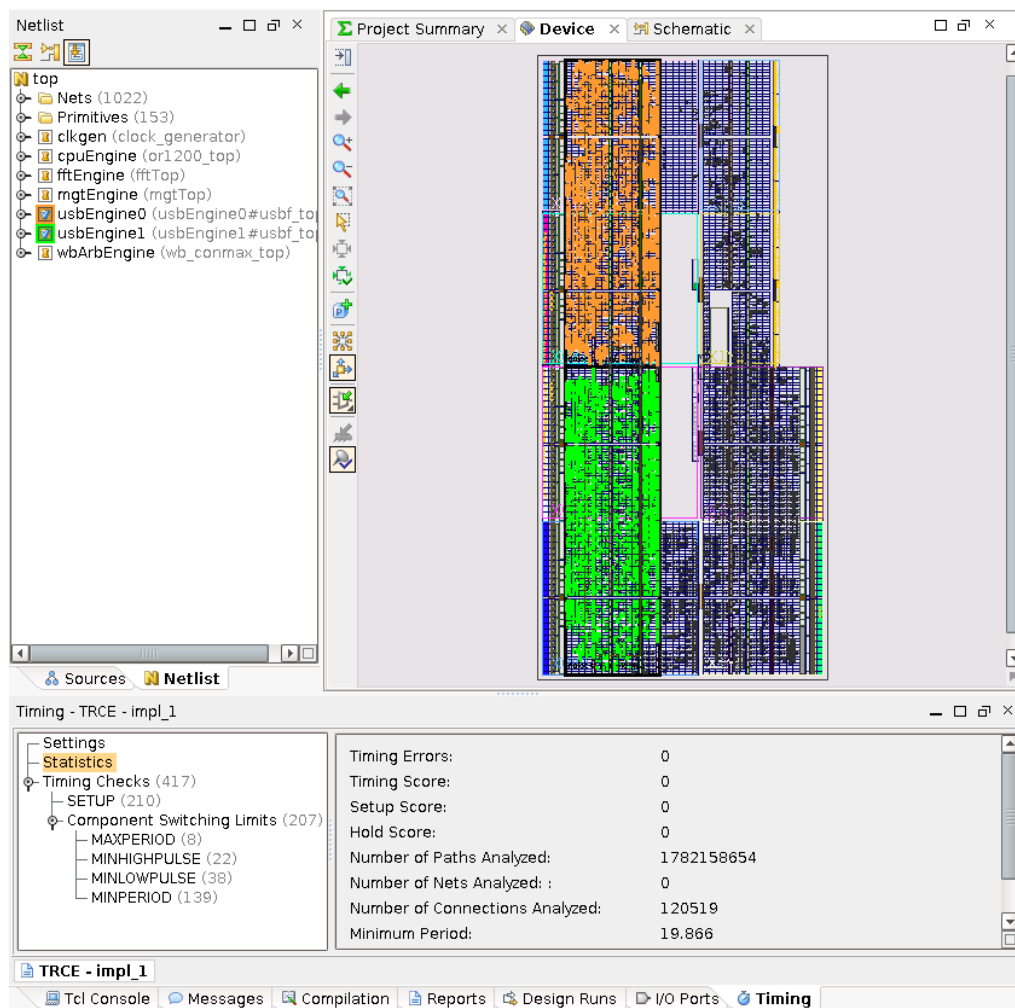 Netlist
top
Nets (1022)
Primitives (153)
clkgen (clock_generator)
cpuEngine (or1200_top)
fftEngine (fftTop)
mgtEngine (mgtTop)
usbEngine0 (usbEngine0#usbf_to
usbEngine1 (usbEngine1#usbf_to
wbArbEngine (wb_conmax_top)
Sources Netlist
Project Summary Device Schematic
Timing - TRCE - impl_1
Settings
Statistics
Timing Checks (417)
SETUP (210)
Component Switching Limits (207)
MAXPERIOD (8)
MINHIGHPULSE (22)
MINLOWPULSE (38)
MINPERIOD (139)
Timing Errors: 0
Timing Score: 0
Setup Score: 0
Hold Score: 0
Number of Paths Analyzed: 1782158654
Number of Nets Analyzed: : 0
Number of Connections Analyzed: 120519
Minimum Period: 19.866
TRCE - impl_1
Tcl Console Messages Compilation Reports Design Runs I/O Ports Timing